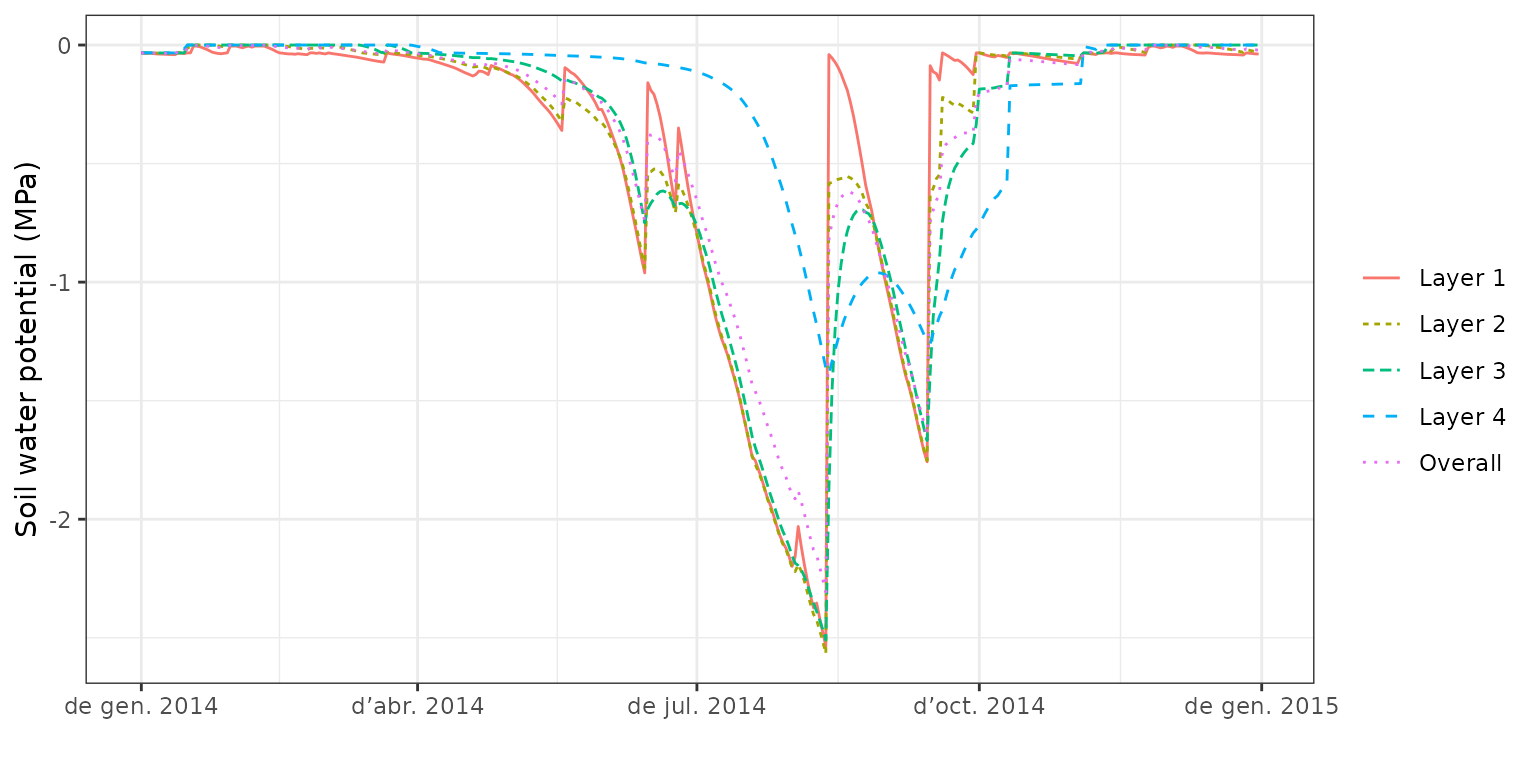 Soil water potential (MPa)
0
-1
-2
de gen. 2014
d’abr. 2014
de jul. 2014
d’oct. 2014
de gen. 2015
Layer 1
Layer 2
Layer 3
Layer 4
Overall